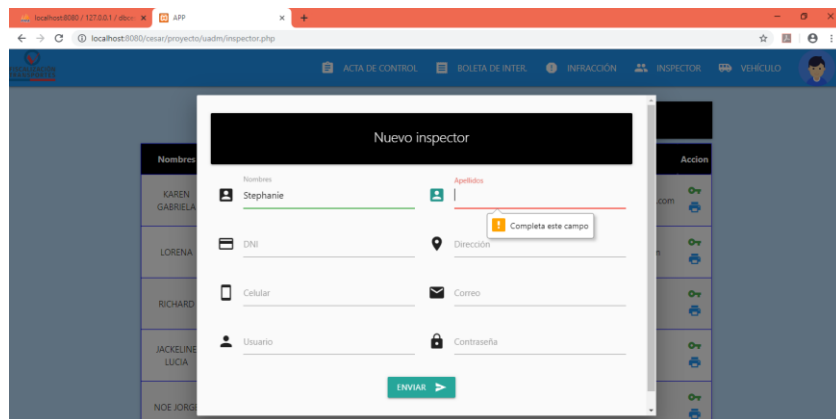 localhost:8080 / 127.0.0.1 /
APP
localhost:8080/cesar/proyecto/uadm/inspector.php
ACTA DE CONTROL
BOLETA DE INTER.
INFRACCIÓN
INSPECTOR
VEHÍCULO
Nuevo inspector
Nombres
Accion
Nombres
Stephanie
Apellidos
Completa este campo
KAREN
GABRIELA
.com
DNI
Dirección
LORENA
Celular
Correo
RICHARD
Usuario
Contraseña
JACKELINE
LUCIA
ENVIAR
NOE JORG